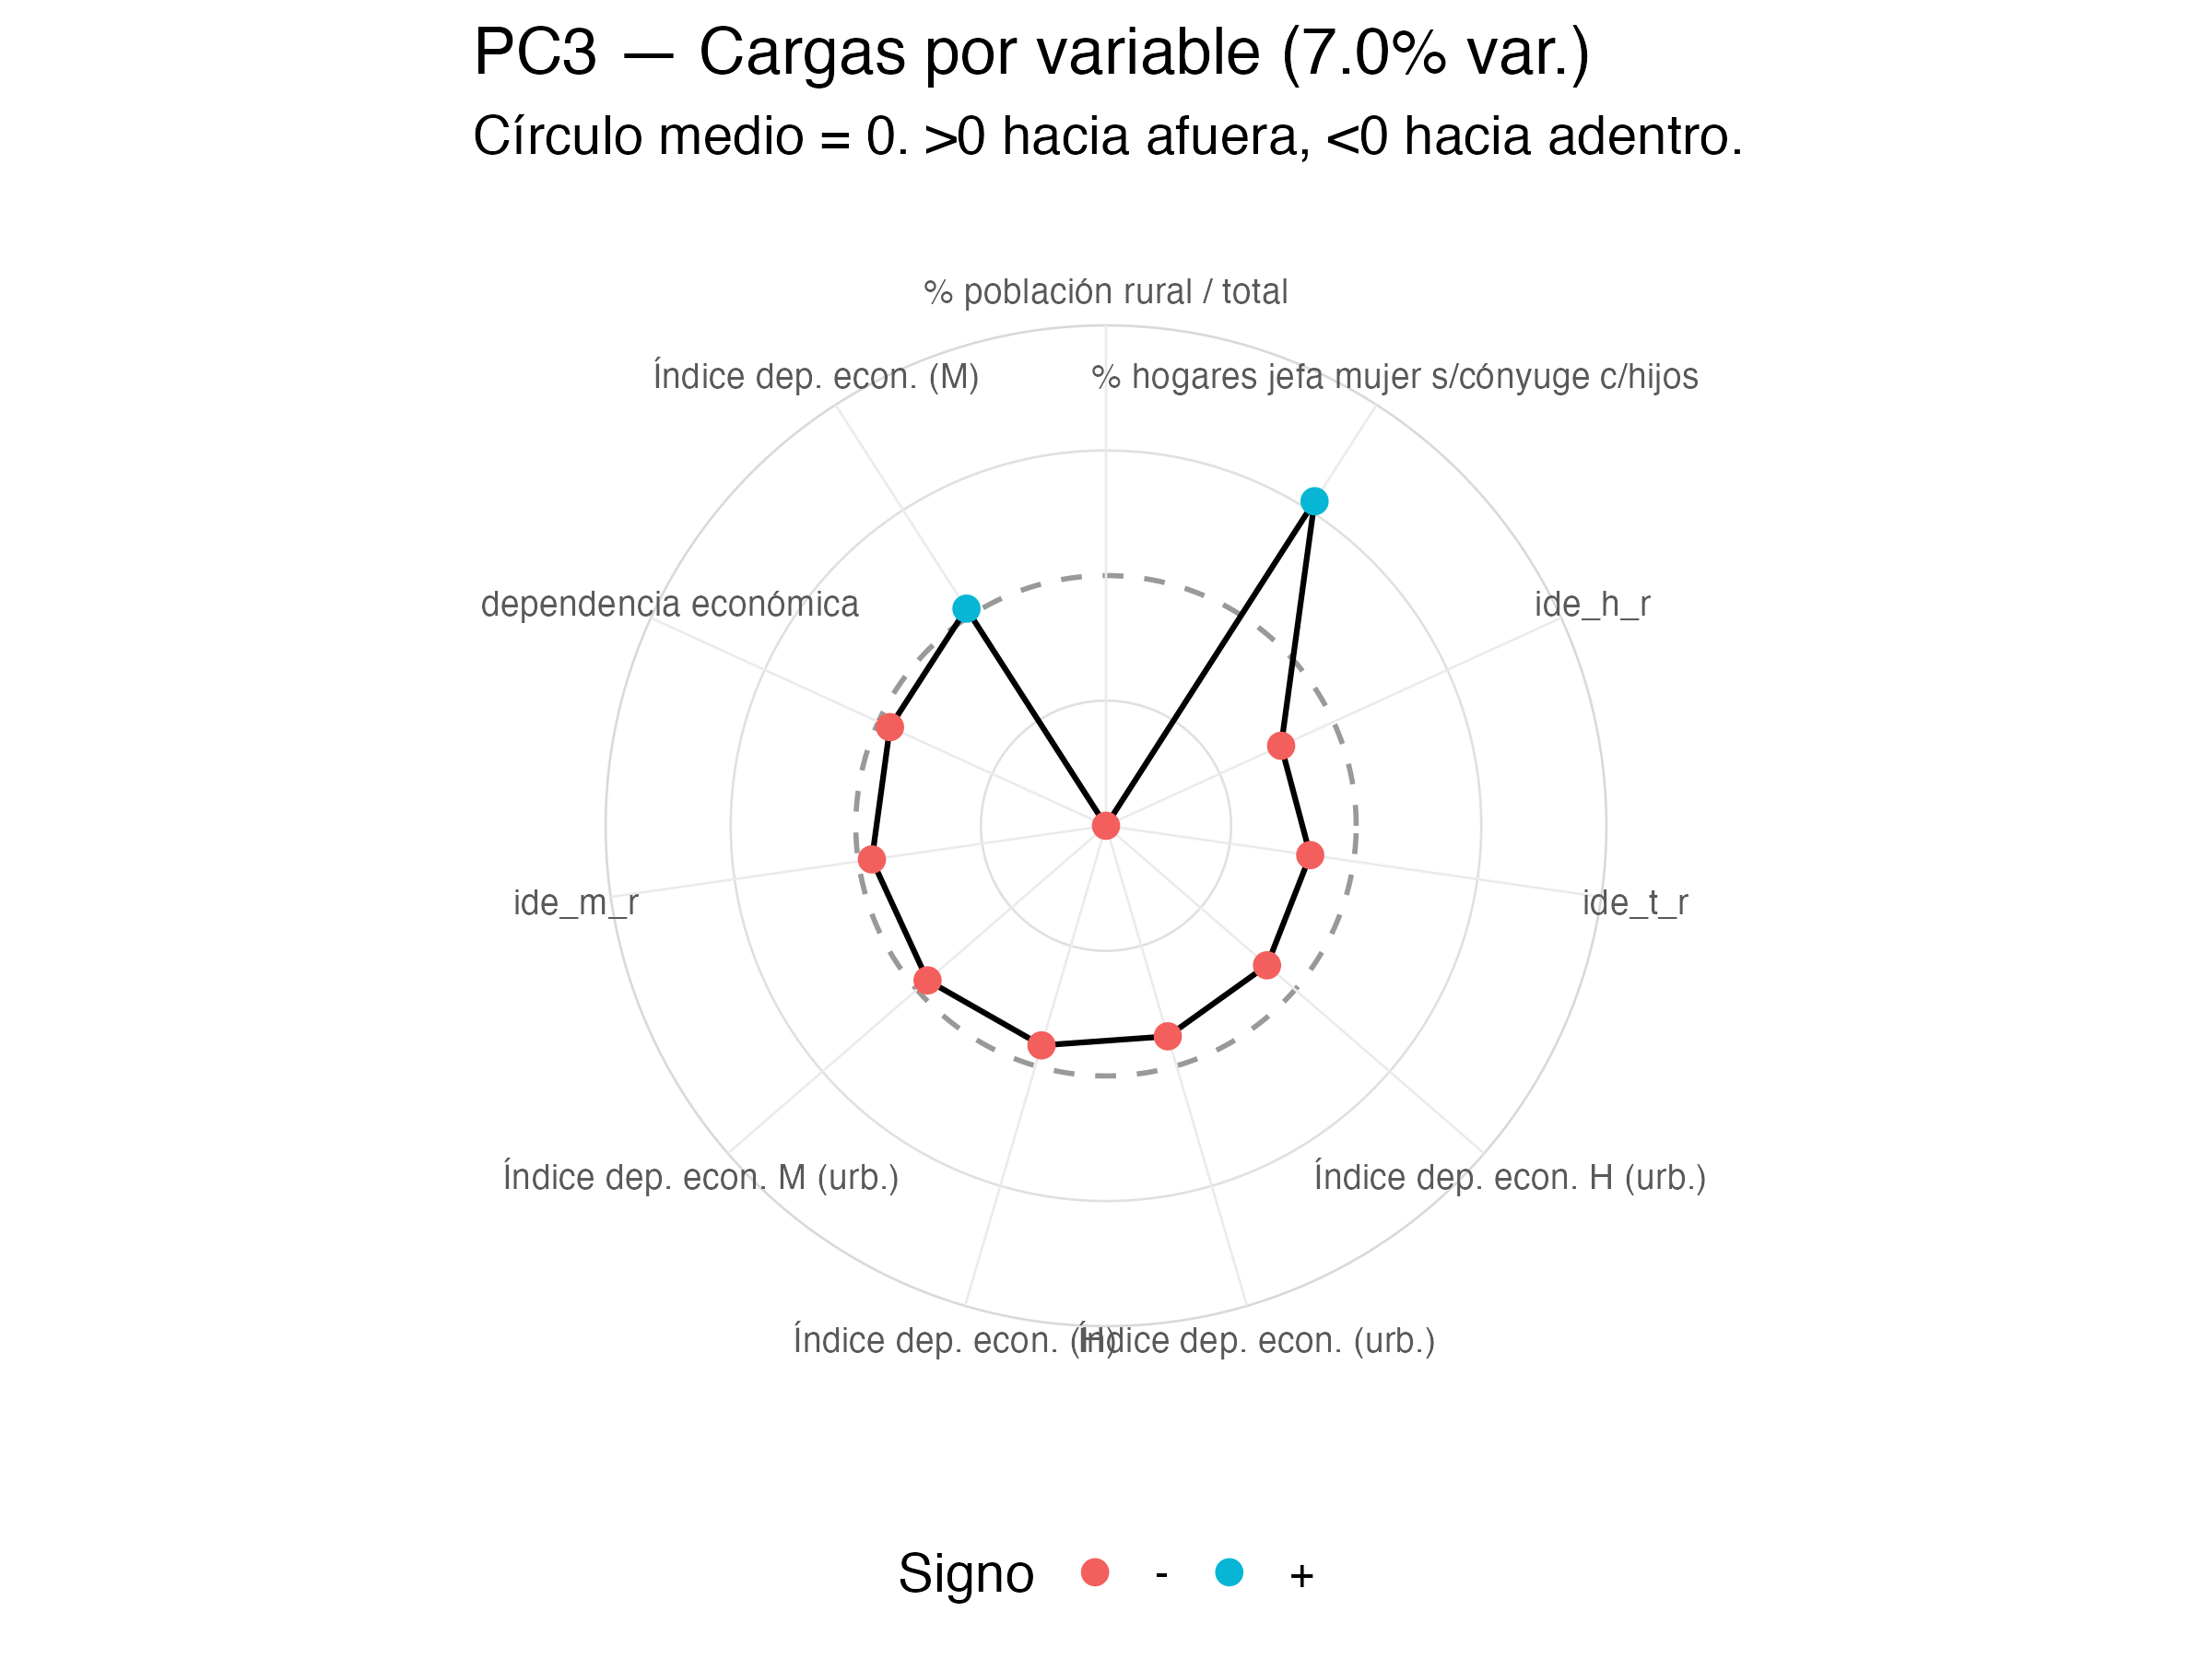 PC3 — Cargas por variable (7.0% var.)
Círculo medio = 0. >0 hacia afuera, <0 hacia adentro.
% población rural / total
Índice dep. econ. (M)
% hogares jefa mujer s/cónyuge c/hijos
dependencia económica
ide_h_r
ide_m_r
ide_t_r
Índice dep. econ. M (urb.)
Índice dep. econ. H (urb.)
Índice dep. econ. (H)
Índice dep. econ. (urb.)
Signo - +